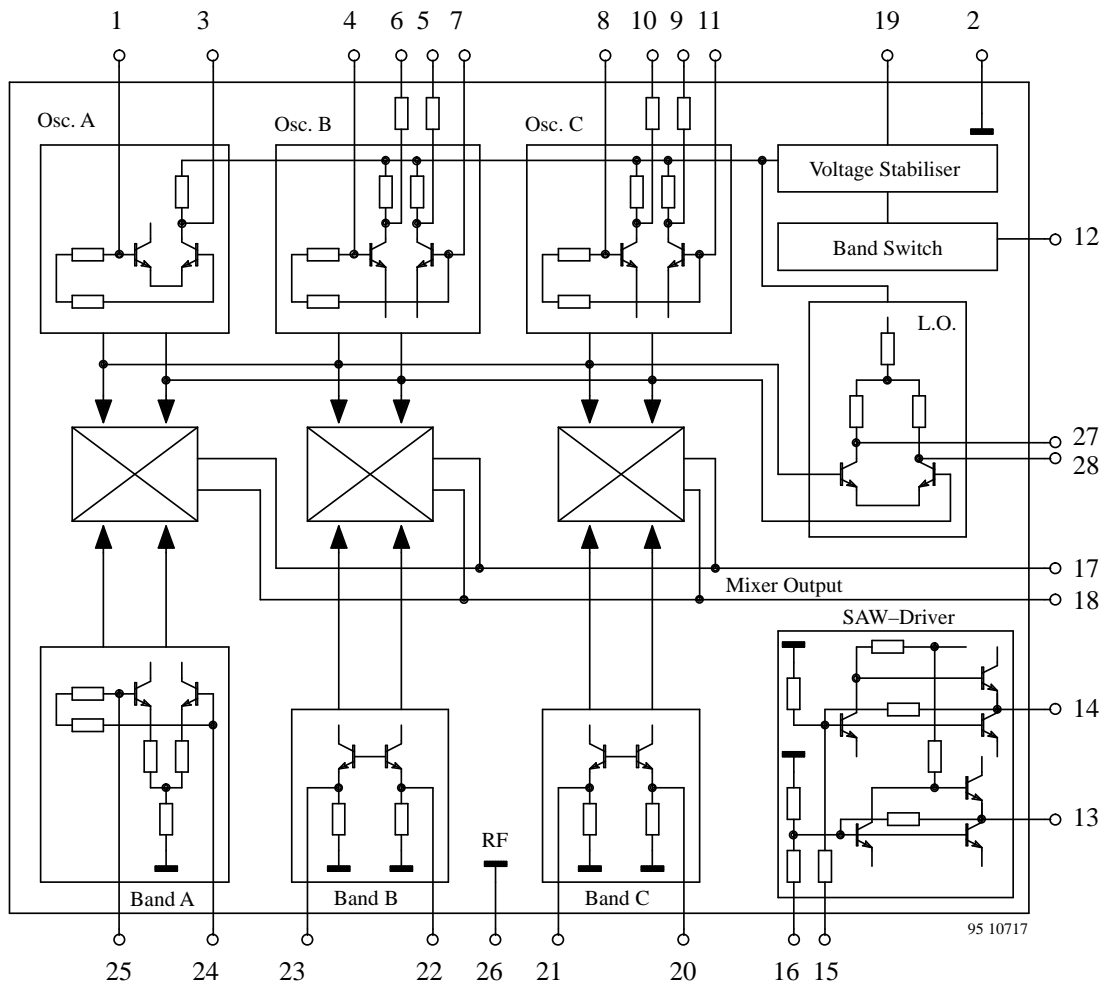 1 3 4 6 5 7 8 10 9 11 19 2
Osc. A Osc. B Osc. C
Voltage Stabiliser
Band Switch 12
L.O.
27
28
17
Mixer Output
18
SAW–Driver
14
13
RF
Band A Band B Band C
95 10717
25 24 23 22 26 21 20 16 15